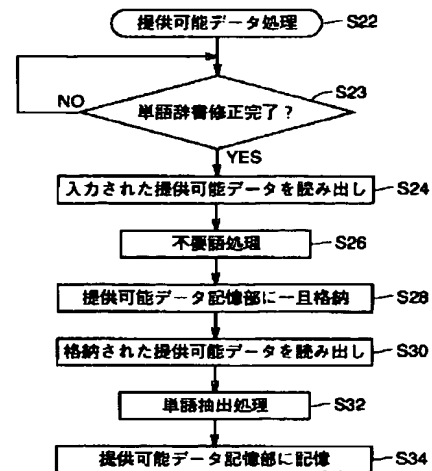 提供可能データ処理 S22
S23
単語辞書修正完了？
NO
YES
入力された提供可能データを読み出し S24
不要語処理 S26
提供可能データ記憶部に一旦格納 S28
格納された提供可能データを読み出し S30
単語抽出処理 S32
提供可能データ記憶部に記憶 S34